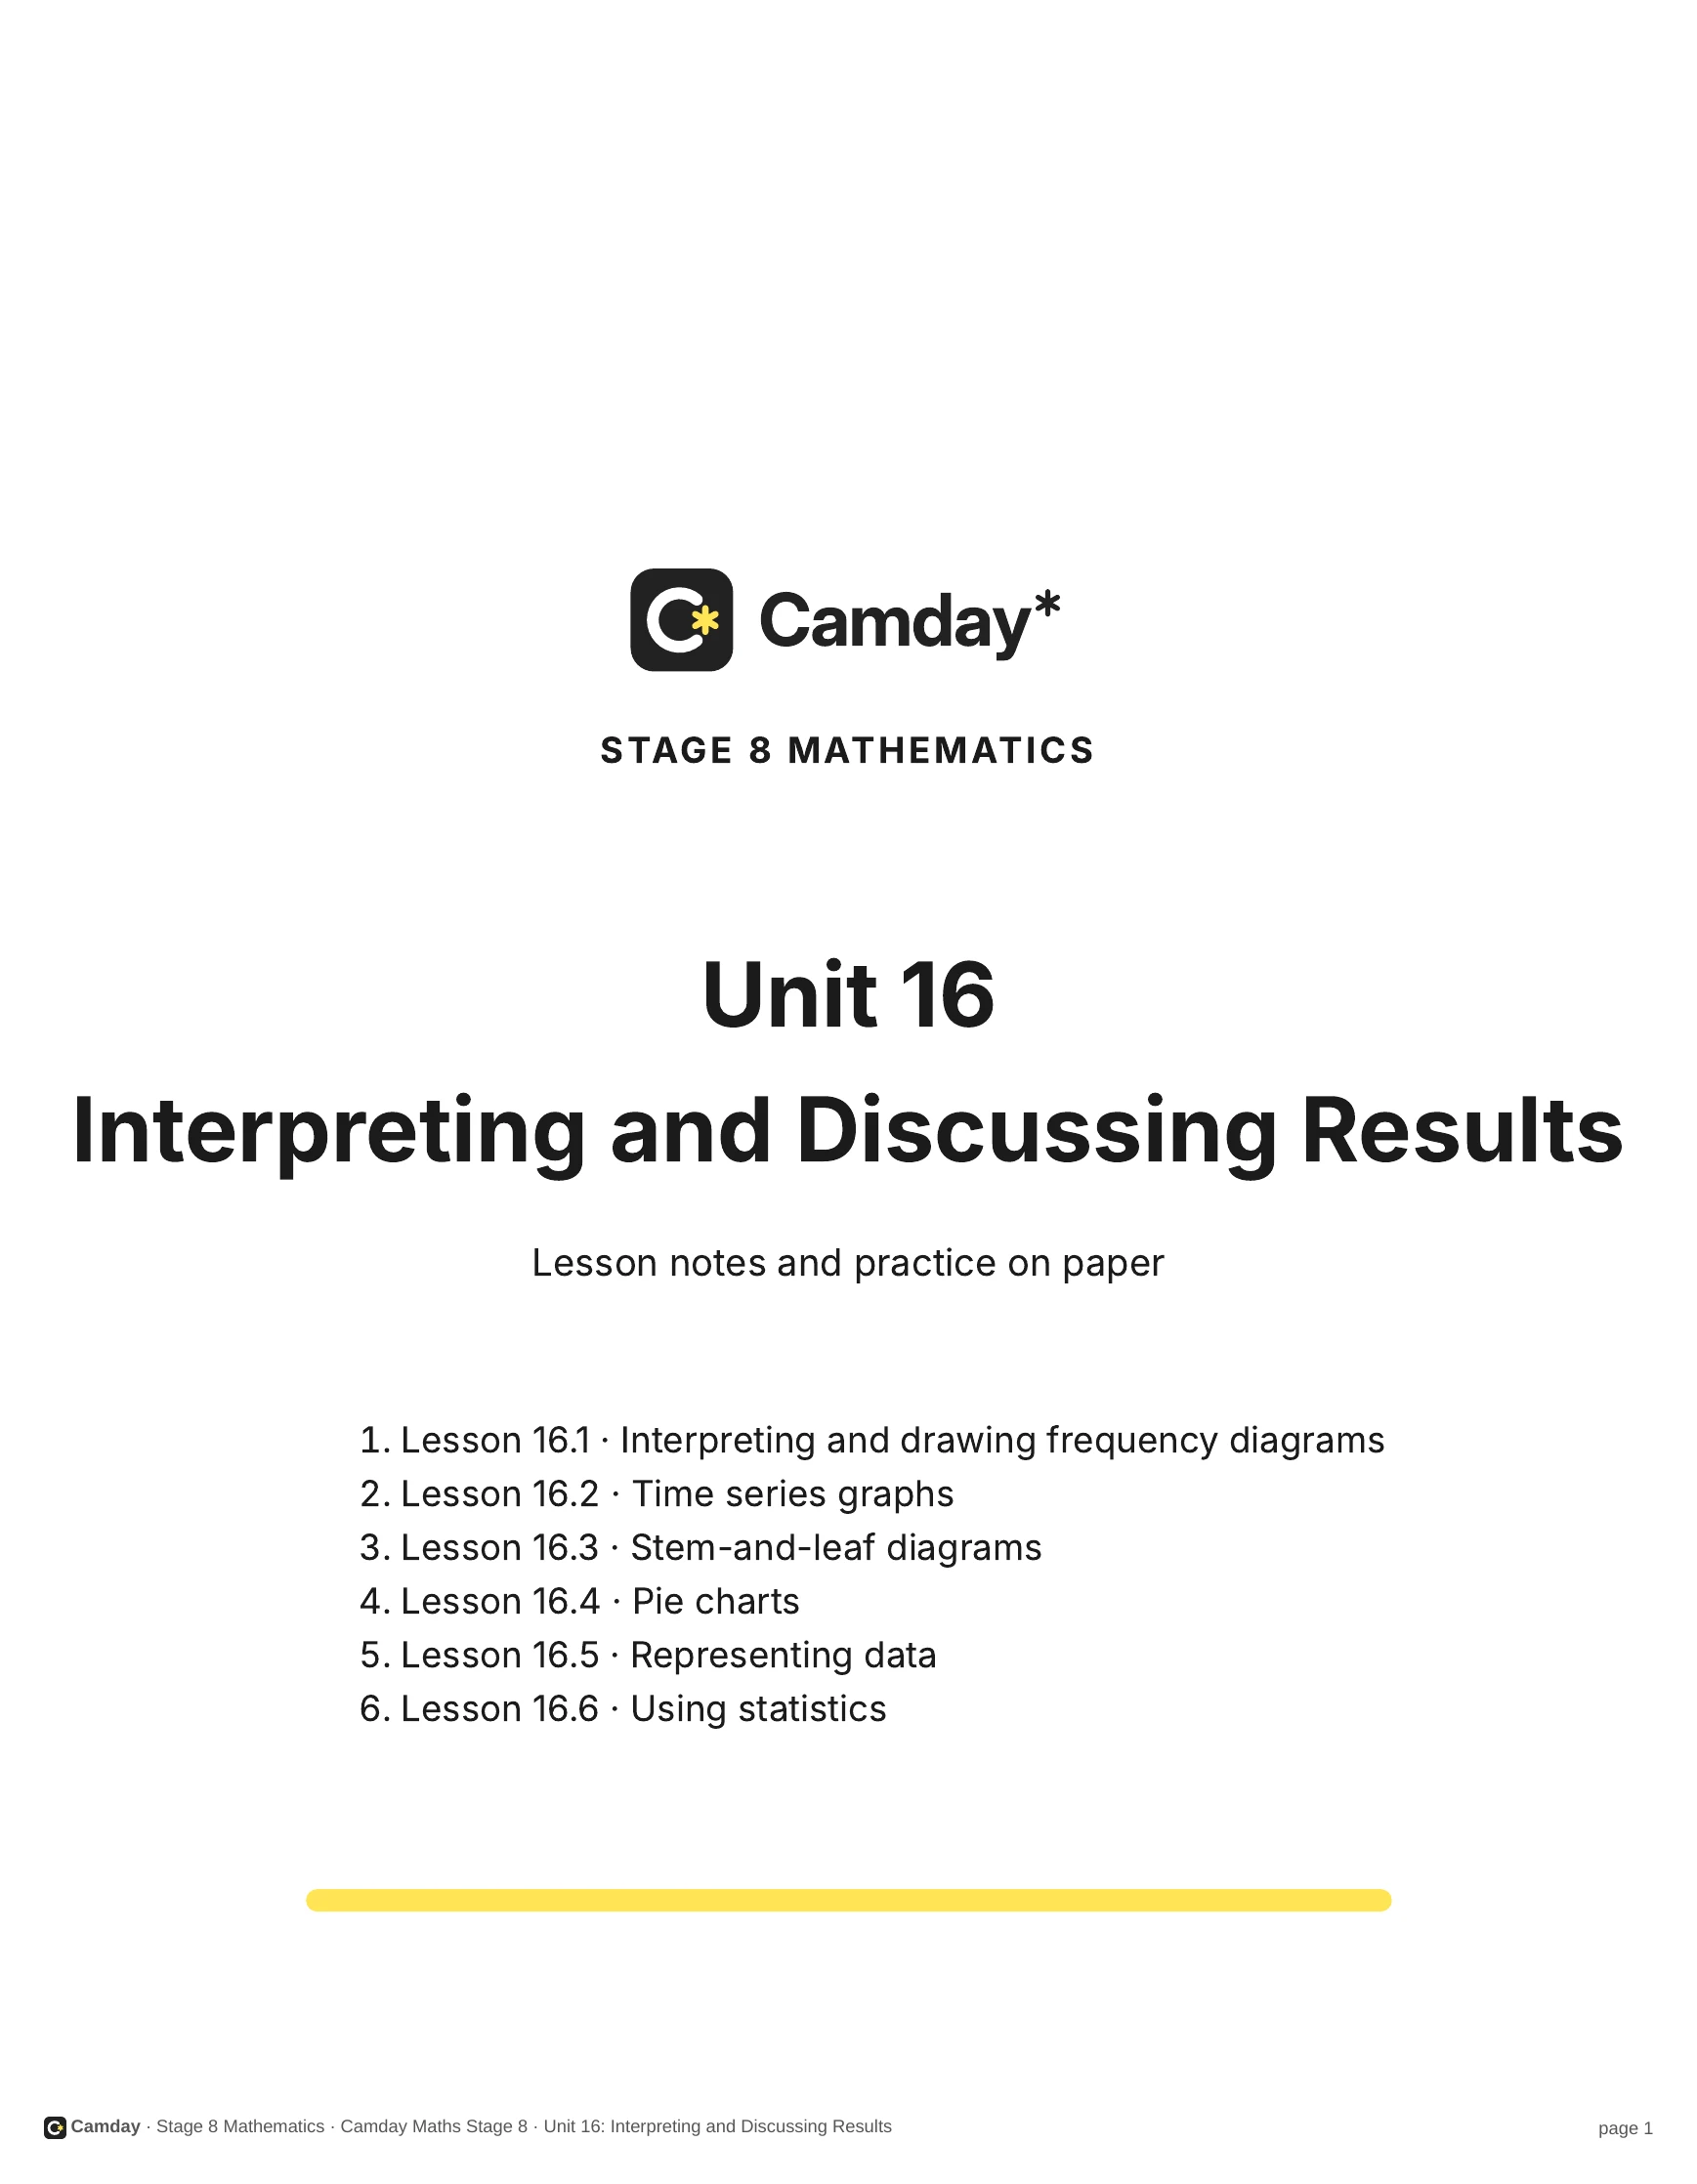 Camday*
STAGE 8 MATHEMATICS
Unit 16
Interpreting and Discussing Results
Lesson notes and practice on paper
1. Lesson 16.1 · Interpreting and drawing frequency diagrams
2. Lesson 16.2 · Time series graphs
3. Lesson 16.3 · Stem-and-leaf diagrams
4. Lesson 16.4 · Pie charts
5. Lesson 16.5 · Representing data
6. Lesson 16.6 · Using statistics
Camday · Stage 8 Mathematics · Camday Maths Stage 8 · Unit 16: Interpreting and Discussing Results
page 1